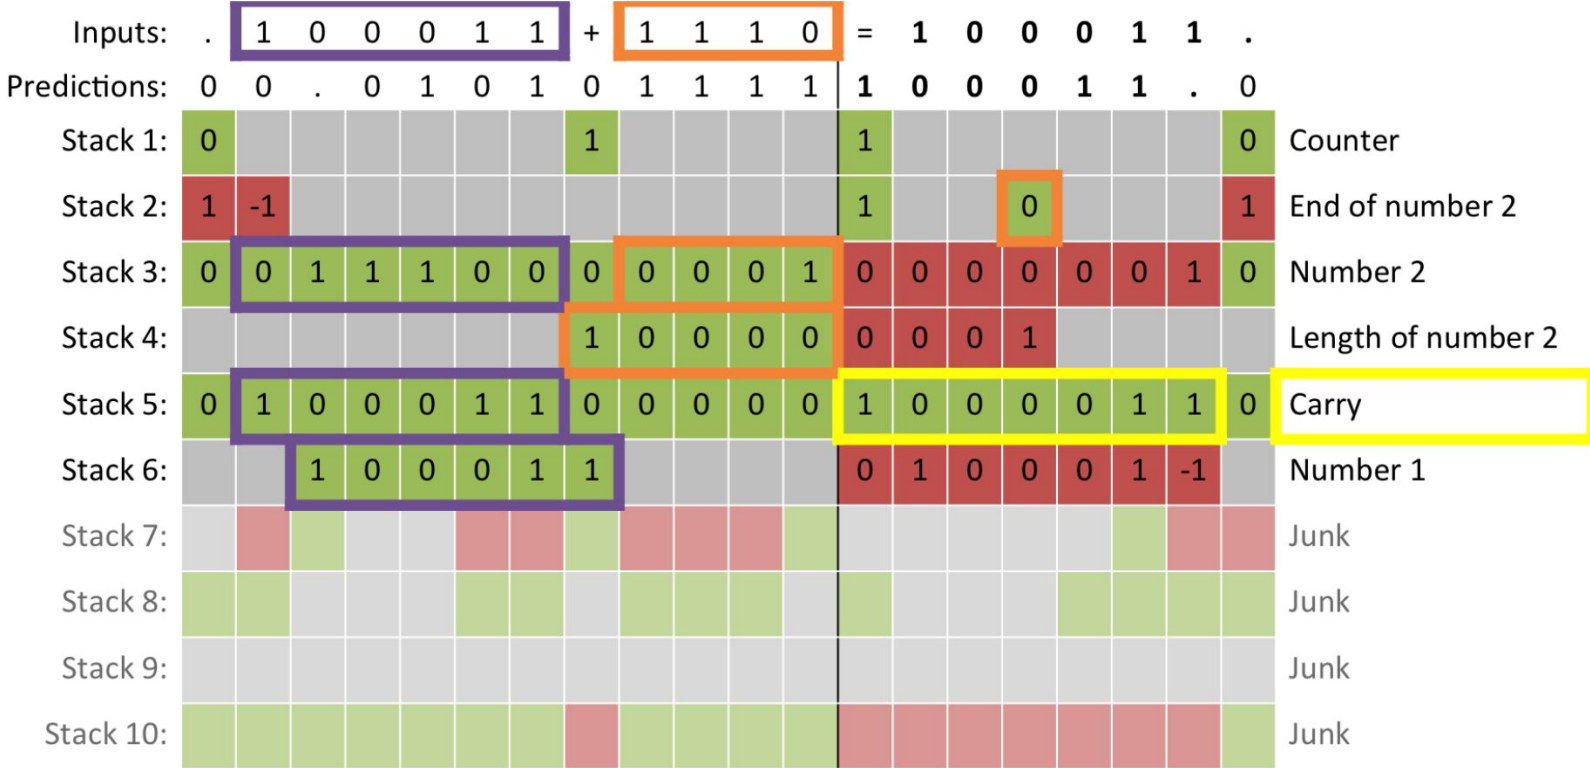 Inputs: . 1 0 0 0 1 1 + 1 1 1 0 = 1 0 0 0 1 1 .
Predictions: 0 0 . 0 1 0 1 0 1 1 1 1 1 0 0 0 1 1 . 0
Stack 1: 0 1 1 0 Counter
Stack 2: 1 -1 1 0 1 End of number 2
Stack 3: 0 0 1 1 1 0 0 0 0 0 0 1 0 0 0 0 0 0 1 0 Number 2
Stack 4: 1 0 0 0 0 0 0 0 1 Length of number 2
Stack 5: 0 1 0 0 0 1 1 0 0 0 0 0 1 0 0 0 0 1 1 0 Carry
Stack 6: 1 0 0 0 1 1 0 1 0 0 0 1 -1 Number 1
Stack 7: Junk
Stack 8: Junk
Stack 9: Junk
Stack 10: Junk